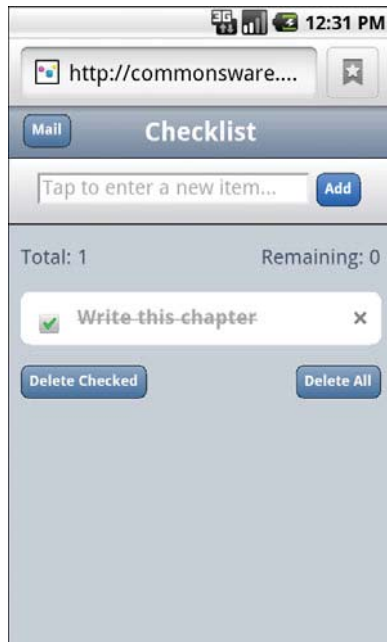 3G 12:31 PM
http://commonsware....
Mail Checklist
Tap to enter a new item... Add
Total: 1 Remaining: 0
Write this chapter ×
Delete Checked Delete All